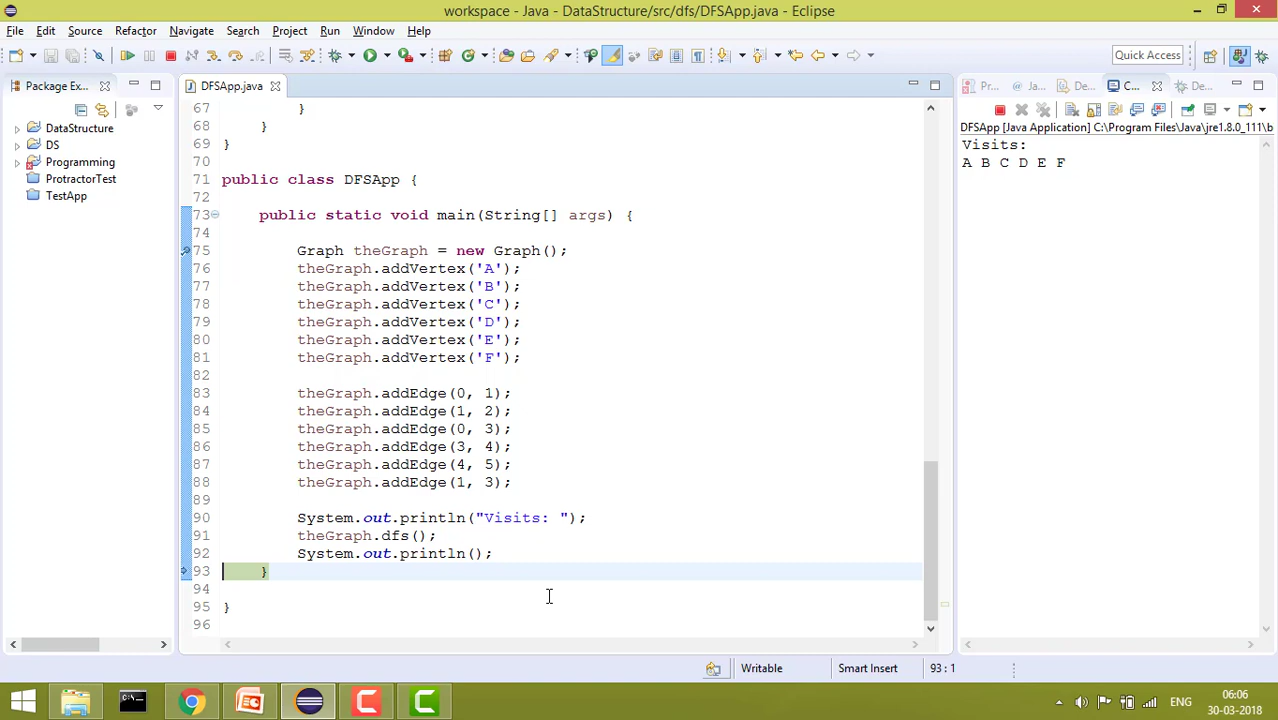 workspace - Java - DataStructure/src/dfs/DFSApp.java - Eclipse
File Edit Source Refactor Navigate Search Project Run Window Help
Quick Access
Package Ex...
DFSApp.java
Pr... Ja... De... C... De...
DataStructure
DS
Programming
ProtractorTest
TestApp
67 }
68 }
69 }
70
71 public class DFSApp {
72
73 public static void main(String[] args) {
74
75 Graph theGraph = new Graph();
76 theGraph.addVertex('A');
77 theGraph.addVertex('B');
78 theGraph.addVertex('C');
79 theGraph.addVertex('D');
80 theGraph.addVertex('E');
81 theGraph.addVertex('F');
82
83 theGraph.addEdge(0, 1);
84 theGraph.addEdge(1, 2);
85 theGraph.addEdge(0, 3);
86 theGraph.addEdge(3, 4);
87 theGraph.addEdge(4, 5);
88 theGraph.addEdge(1, 3);
89
90 System.out.println("Visits: ");
91 theGraph.dfs();
92 System.out.println();
93 }
94
95 }
96
DFSApp [Java Application] C:\Program Files\Java\jre1.8.0_111\b
Visits:
A B C D E F
Writable Smart Insert 93 : 1
ENG
06:06
30-03-2018